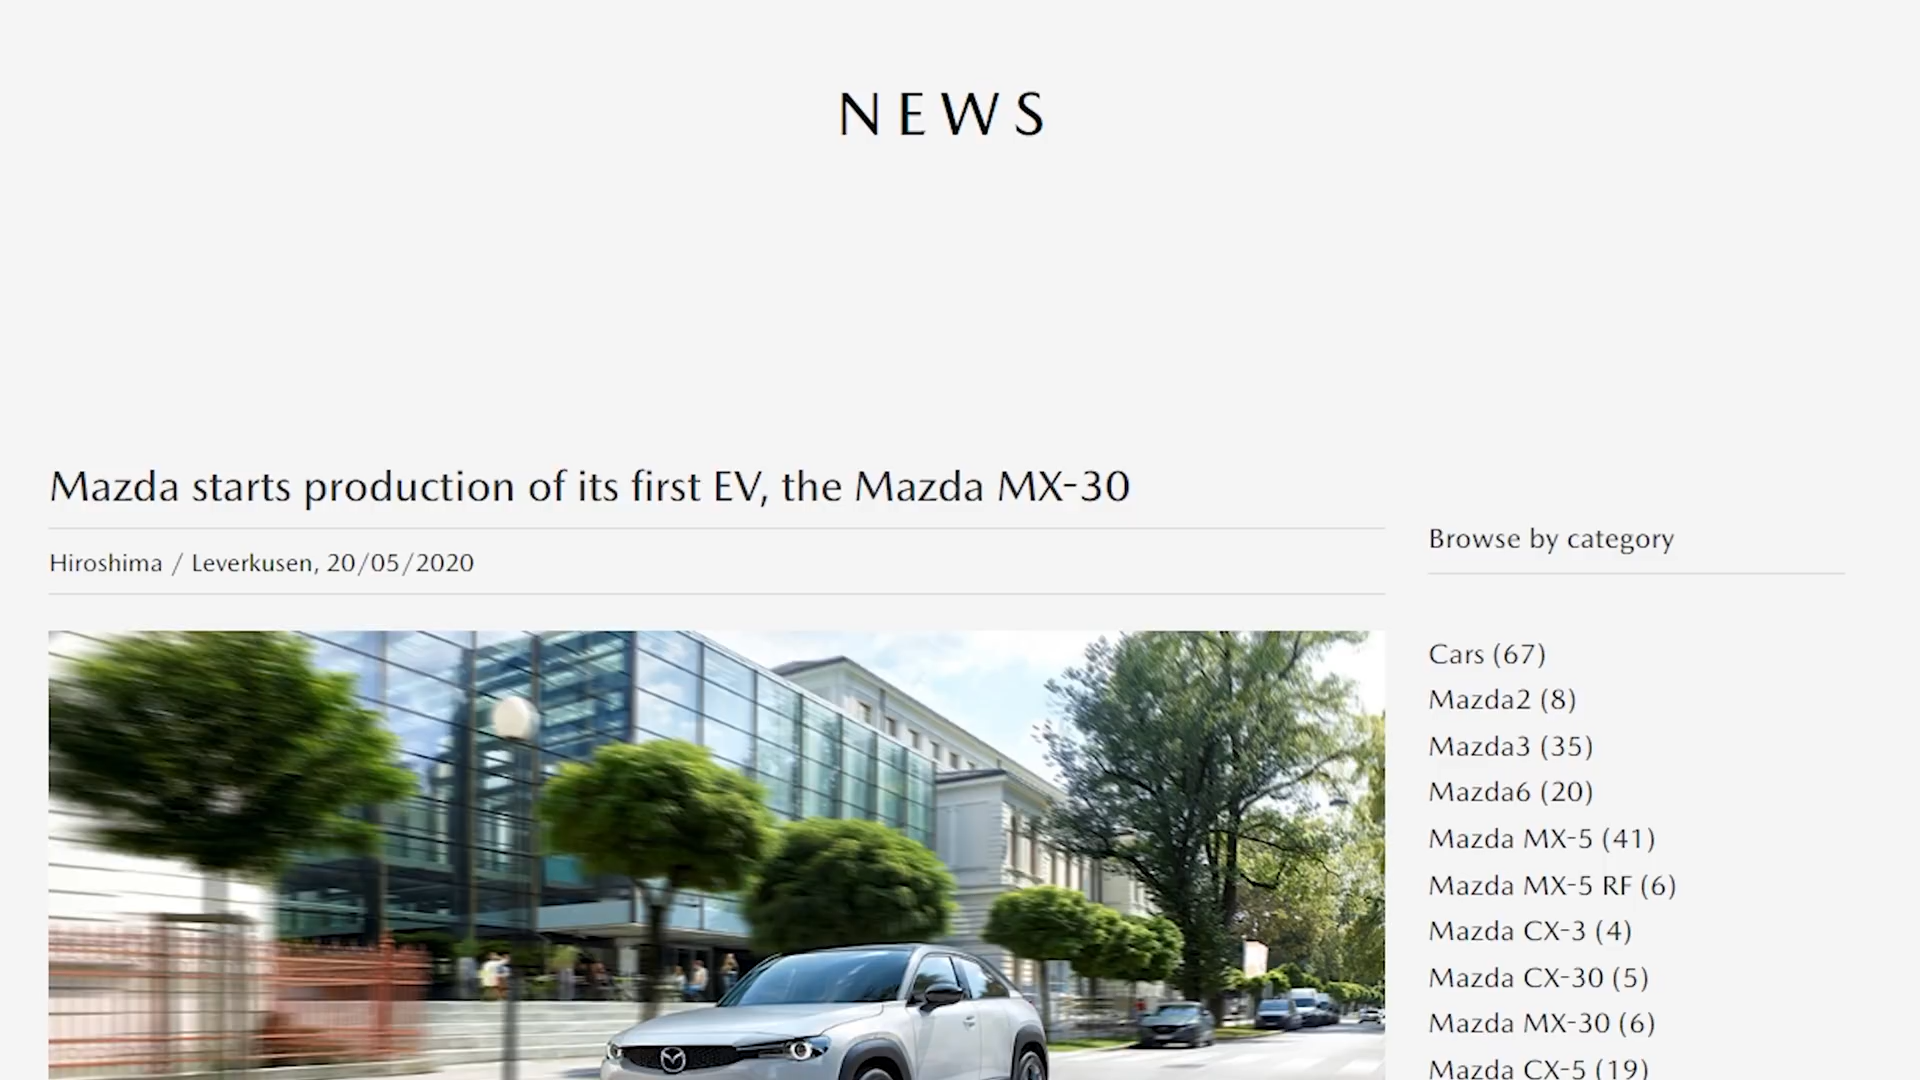 NEWS
Mazda starts production of its first EV, the Mazda MX-30
Hiroshima / Leverkusen, 20/05/2020
Browse by category
Cars (67)
Mazda2 (8)
Mazda3 (35)
Mazda6 (20)
Mazda MX-5 (41)
Mazda MX-5 RF (6)
Mazda CX-3 (4)
Mazda CX-30 (5)
Mazda MX-30 (6)
Mazda CX-5 (19)